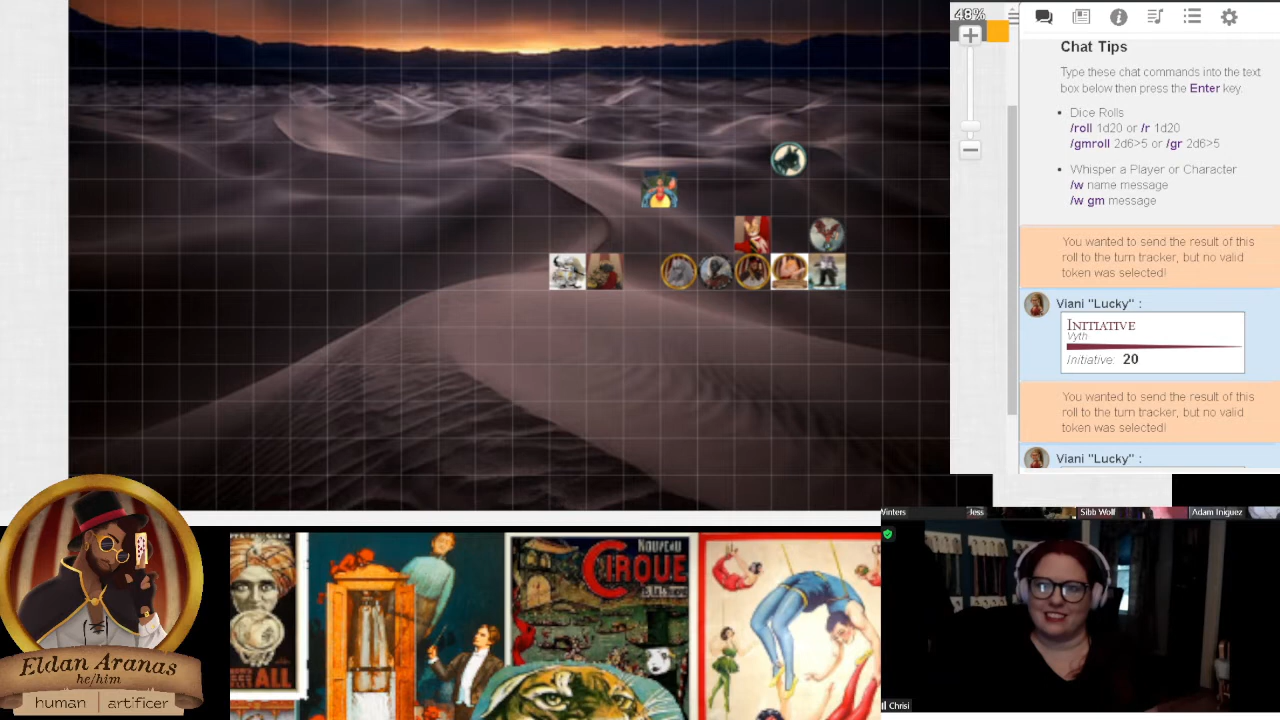 48%
Chat Tips
Type these chat commands into the text
box below then press the Enter key.
Dice Rolls
/roll 1d20 or /r 1d20
/gmroll 2d6>5 or /gr 2d6>5
Whisper a Player or Character
/w name message
/w gm message
You wanted to send the result of this
roll to the turn tracker, but no valid
token was selected!
Viani "Lucky" :
INITIATIVE
Vyth
Initiative: 20
You wanted to send the result of this
roll to the turn tracker, but no valid
token was selected!
Viani "Lucky" :
Winters
Jess
Sibb Wolf
Adam Iniguez
Eldan Aranas
he/him
human
artificer
ALL
NOUVEAU
CIRQUE
Chrisi